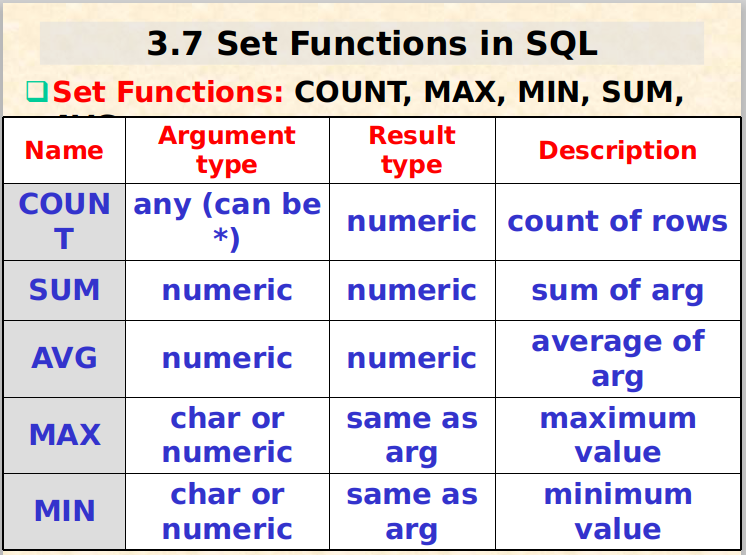 3.7 Set Functions in SQL
Set Functions: COUNT, MAX, MIN, SUM,
Name
Argument
type
Result
type
Description
COUN
T
any (can be
*)
numeric
count of rows
SUM
numeric
numeric
sum of arg
AVG
numeric
numeric
average of
arg
MAX
char or
numeric
same as
arg
maximum
value
MIN
char or
numeric
same as
arg
minimum
value